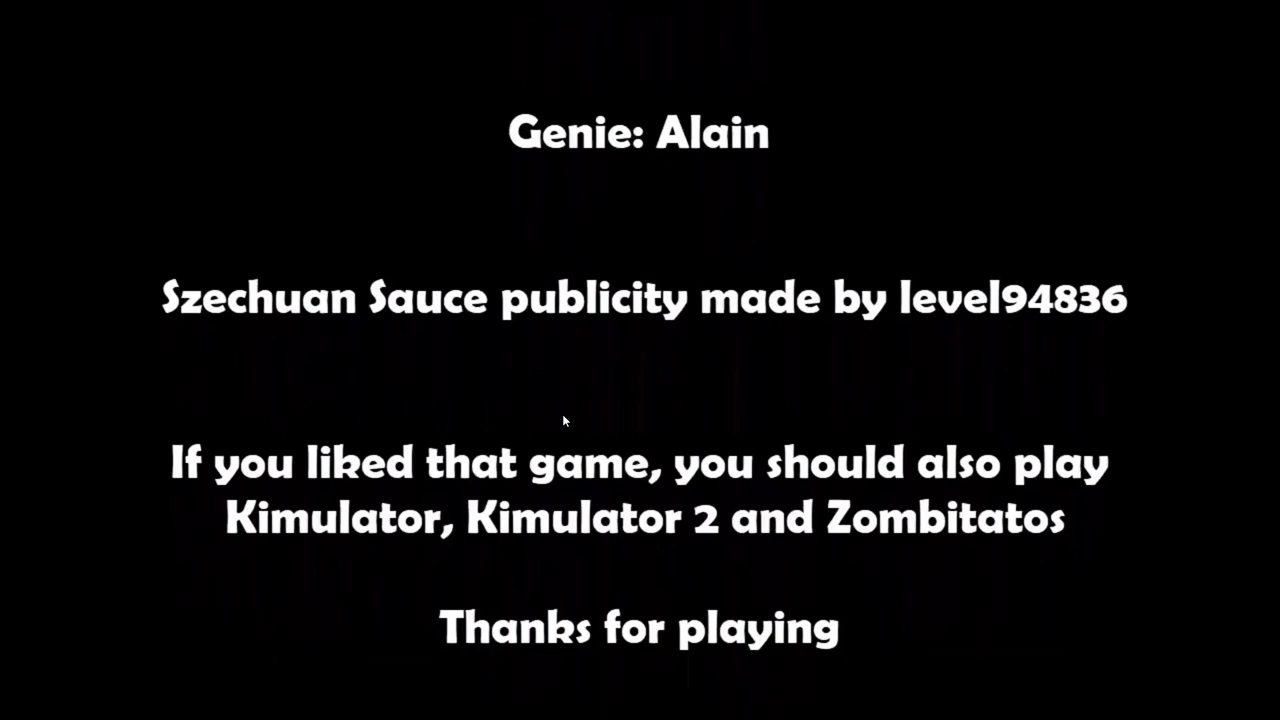 Genie: Alain
Szechuan Sauce publicity made by level94836
If you liked that game, you should also play
Kimulator, Kimulator 2 and Zombitatos
Thanks for playing